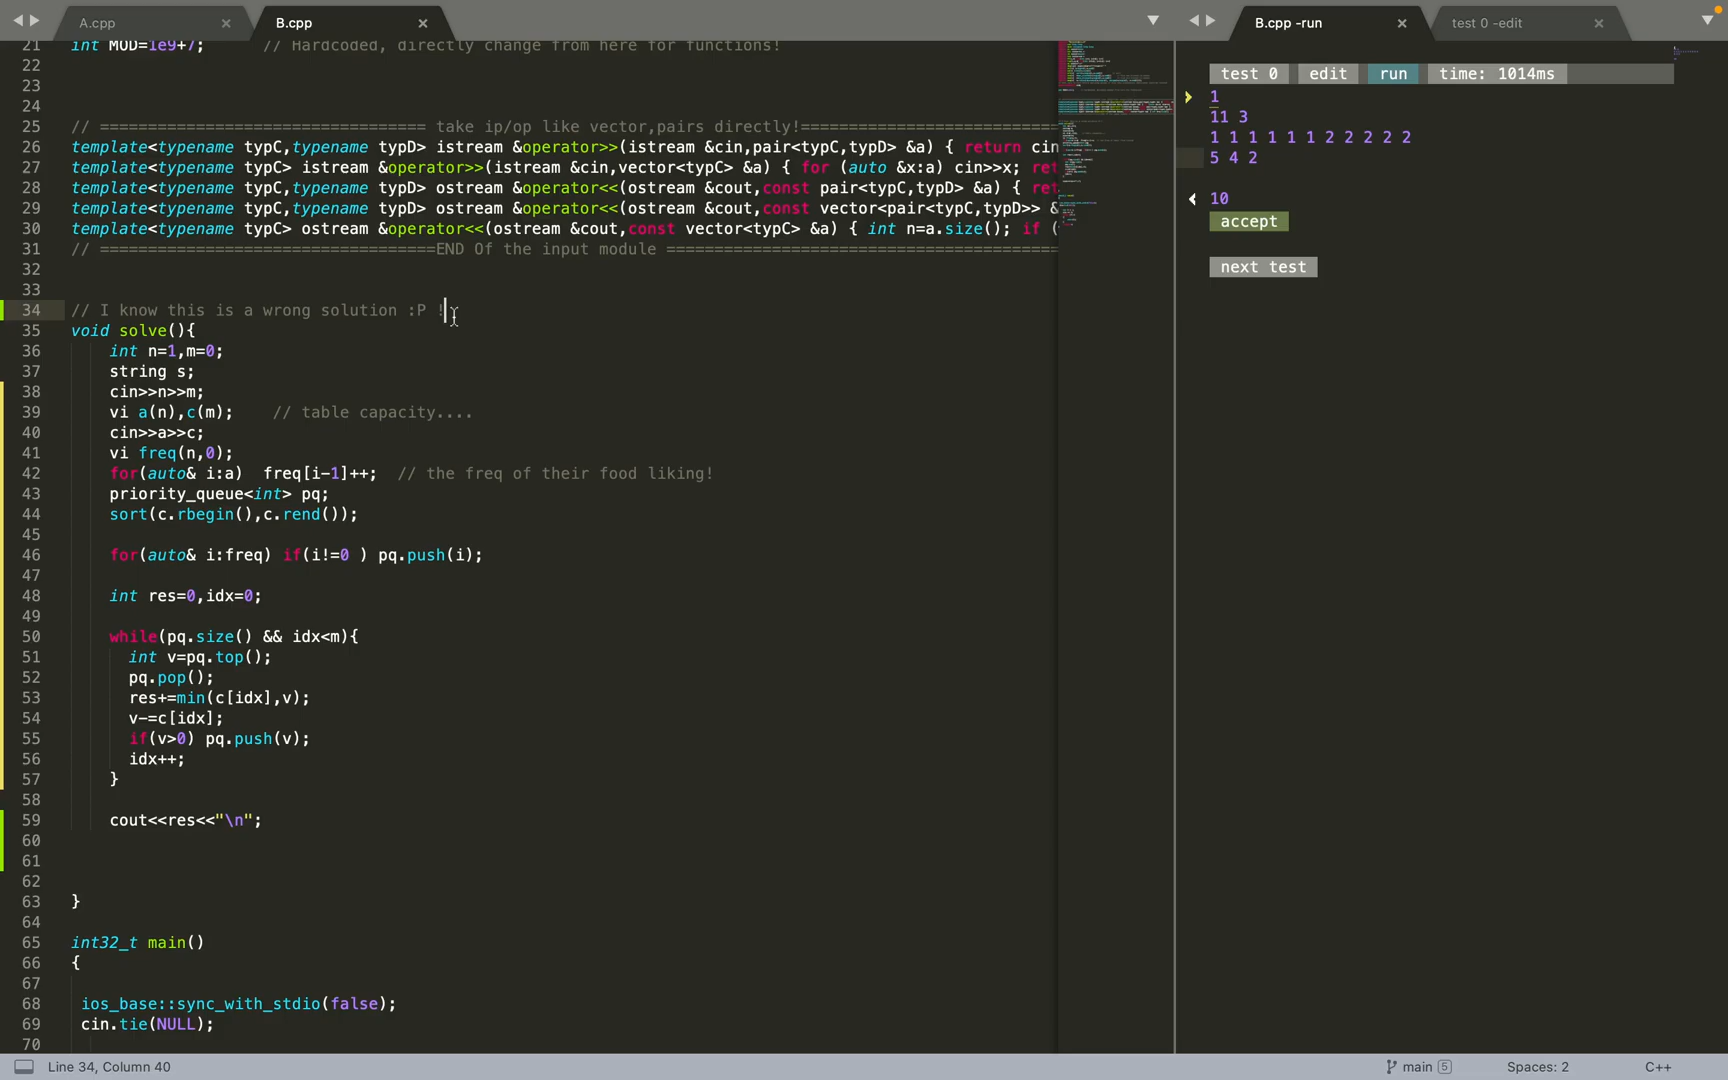 A.cpp
B.cpp
B.cpp -run
test 0 -edit
21 int MOD=1e9+7; // Hardcoded, directly change from here for functions!
22
23
24
25 // ================================== take ip/op like vector,pairs directly!===========================
26 template<typename typC,typename typD> istream &operator>>(istream &cin,pair<typC,typD> &a) { return cin
27 template<typename typC> istream &operator>>(istream &cin,vector<typC> &a) { for (auto &x:a) cin>>x; ret
28 template<typename typC,typename typD> ostream &operator<<(ostream &cout,const pair<typC,typD> &a) { ret
29 template<typename typC,typename typD> ostream &operator<<(ostream &cout,const vector<pair<typC,typD>> &
30 template<typename typC> ostream &operator<<(ostream &cout,const vector<typC> &a) { int n=a.size(); if (
31 // ===================================END Of the input module =========================================
32
33
34 // I know this is a wrong solution :P !
35 void solve(){
36 int n=1,m=0;
37 string s;
38 cin>>n>>m;
39 vi a(n),c(m); // table capacity....
40 cin>>a>>c;
41 vi freq(n,0);
42 for(auto& i:a) freq[i-1]++; // the freq of their food liking!
43 priority_queue<int> pq;
44 sort(c.rbegin(),c.rend());
45
46 for(auto& i:freq) if(i!=0 ) pq.push(i);
47
48 int res=0,idx=0;
49
50 while(pq.size() && idx<m){
51 int v=pq.top();
52 pq.pop();
53 res+=min(c[idx],v);
54 v-=c[idx];
55 if(v>0) pq.push(v);
56 idx++;
57 }
58
59 cout<<res<<"\n";
60
61
62
63 }
64
65 int32_t main()
66 {
67
68 ios_base::sync_with_stdio(false);
69 cin.tie(NULL);
70
test 0 edit run time: 1014ms
1
11 3
1 1 1 1 1 1 2 2 2 2 2
5 4 2
10
accept
next test
Line 34, Column 40
main 5
Spaces: 2
C++